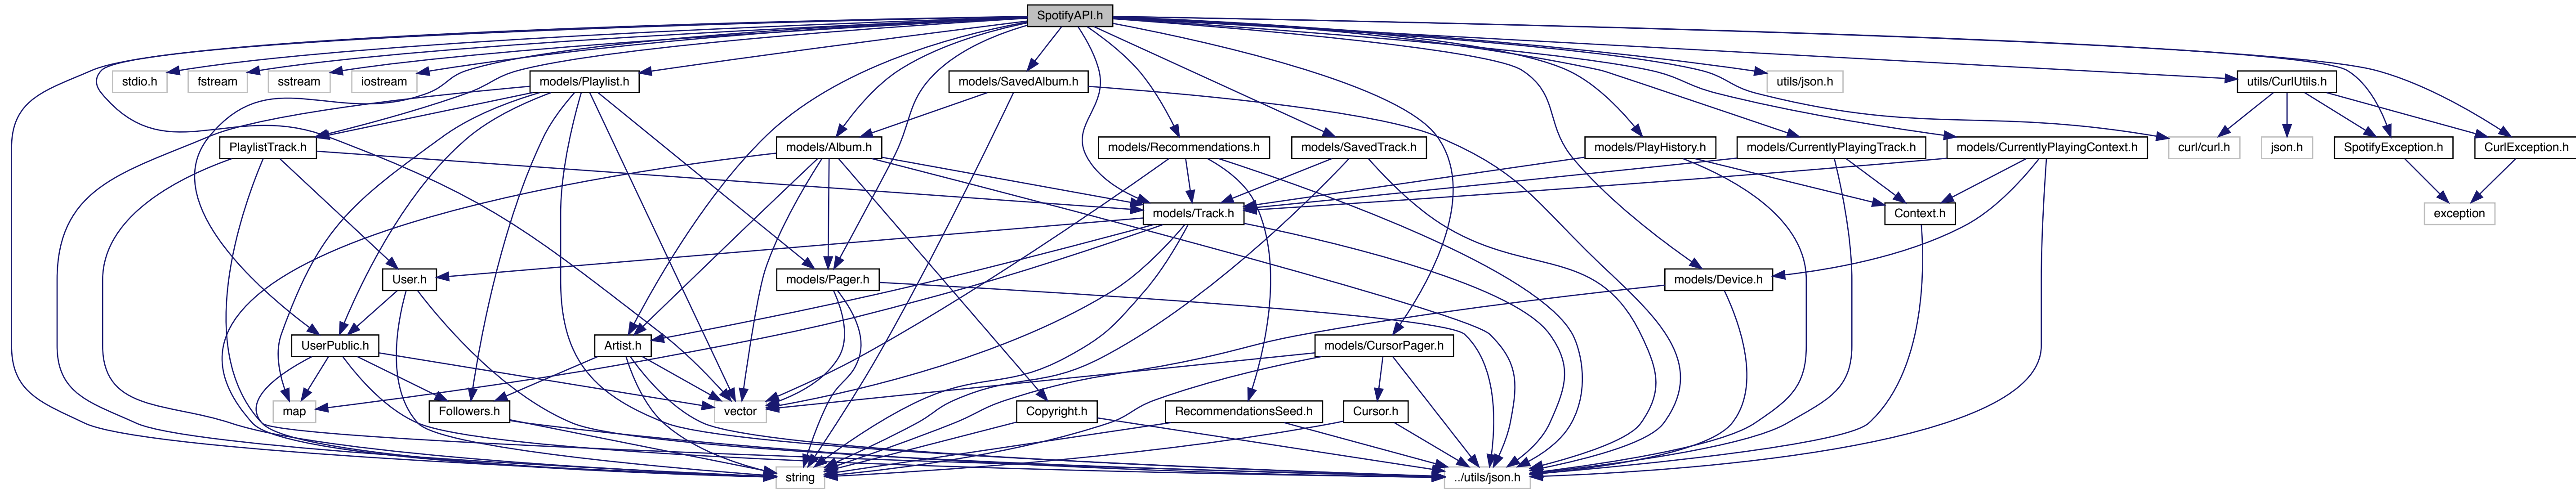 SpotifyAPI.h
stdio.h
fstream
sstream
iostream
models/Playlist.h
models/SavedAlbum.h
utils/json.h
utils/CurlUtils.h
PlaylistTrack.h
models/Album.h
models/Recommendations.h
models/SavedTrack.h
models/PlayHistory.h
models/CurrentlyPlayingTrack.h
models/CurrentlyPlayingContext.h
curl/curl.h
json.h
SpotifyException.h
CurlException.h
models/Track.h
Context.h
exception
User.h
models/Pager.h
models/Device.h
UserPublic.h
Artist.h
models/CursorPager.h
map
Followers.h
vector
Copyright.h
RecommendationsSeed.h
Cursor.h
string
../utils/json.h